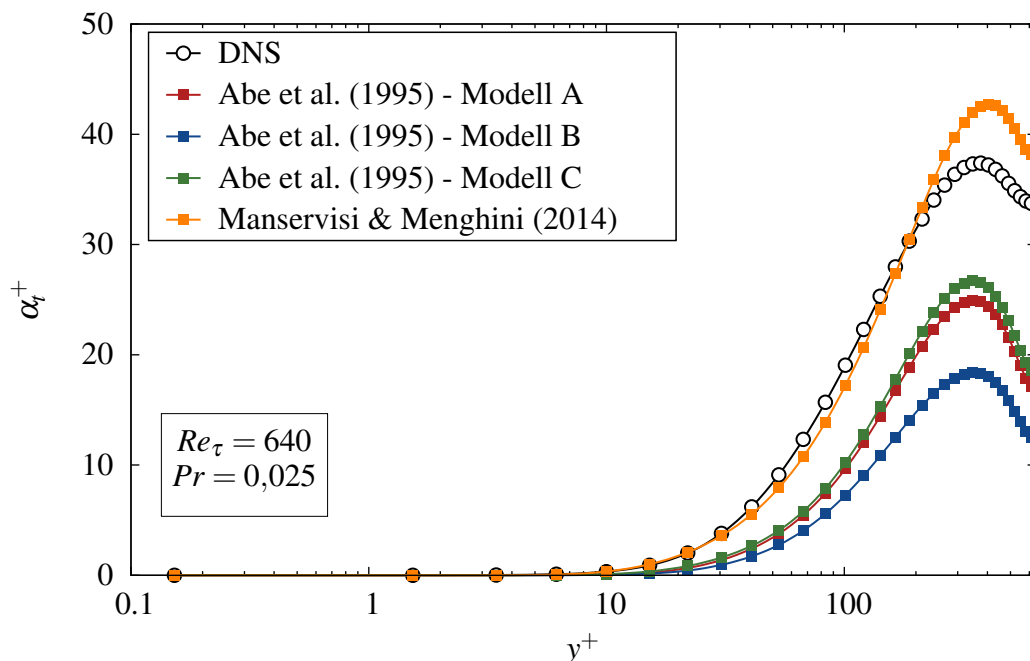 50
40
30
20
10
0
α_t^+
DNS
Abe et al. (1995) - Modell A
Abe et al. (1995) - Modell B
Abe et al. (1995) - Modell C
Manservisi & Menghini (2014)
Re_τ = 640
Pr = 0,025
0.1 1 10 100
y^+